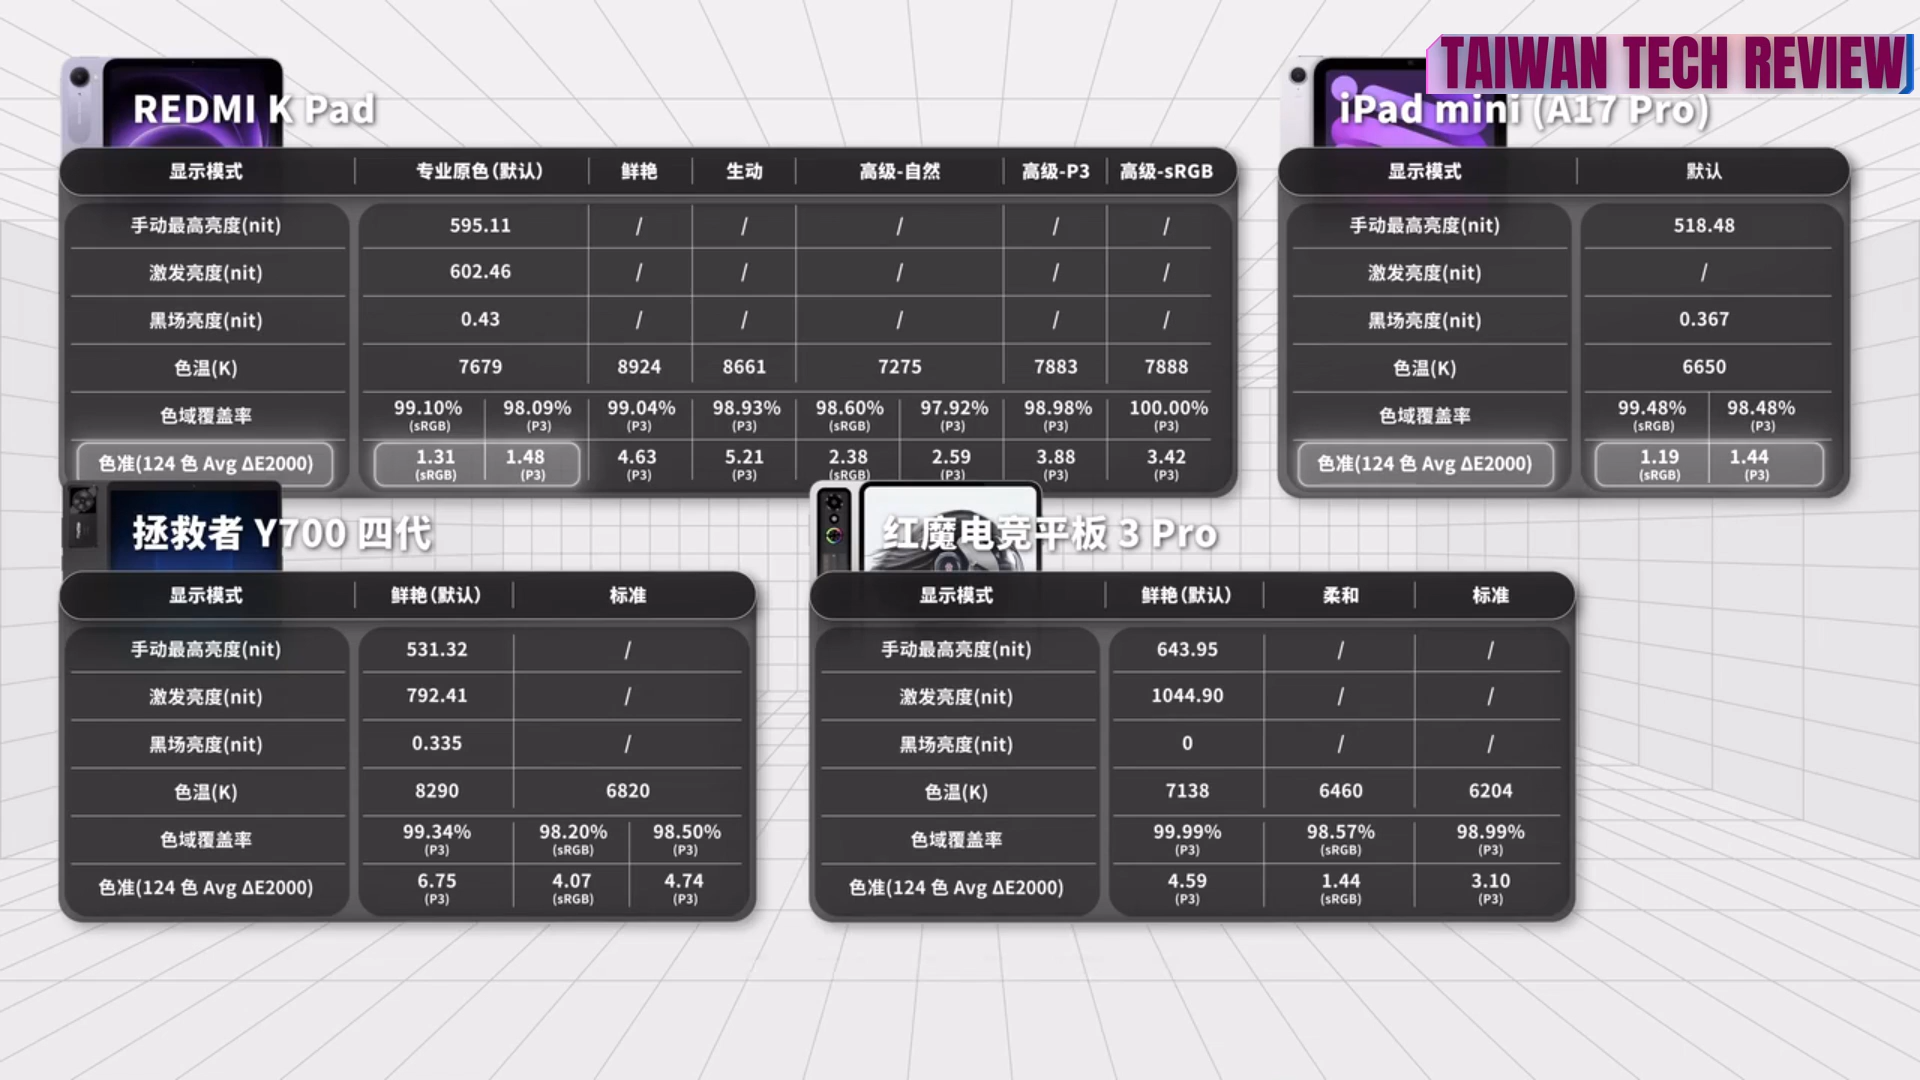 TAIWAN TECH REVIEW
REDMI K Pad
显示模式 专业原色(默认) 鲜艳 生动 高级-自然 高级-P3 高级-sRGB
手动最高亮度(nit) 595.11 / / / / /
激发亮度(nit) 602.46 / / / / /
黑场亮度(nit) 0.43 / / / / /
色温(K) 7679 8924 8661 7275 7883 7888
色域覆盖率 99.10% 98.09% 99.04% 98.93% 98.60% 97.92% 98.98% 100.00%
(sRGB) (P3) (P3) (P3) (sRGB) (P3) (P3) (P3)
色准(124 色 Avg ΔE2000) 1.31 1.48 4.63 5.21 2.38 2.59 3.88 3.42
(sRGB) (P3) (P3) (P3) (sRGB) (P3) (P3) (P3)
iPad mini (A17 Pro)
显示模式 默认
手动最高亮度(nit) 518.48
激发亮度(nit) /
黑场亮度(nit) 0.367
色温(K) 6650
色域覆盖率 99.48% 98.48%
(sRGB) (P3)
色准(124 色 Avg ΔE2000) 1.19 1.44
(sRGB) (P3)
拯救者 Y700 四代
显示模式 鲜艳(默认) 标准
手动最高亮度(nit) 531.32 /
激发亮度(nit) 792.41 /
黑场亮度(nit) 0.335 /
色温(K) 8290 6820
色域覆盖率 99.34% 98.20% 98.50%
(P3) (sRGB) (P3)
色准(124 色 Avg ΔE2000) 6.75 4.07 4.74
(P3) (sRGB) (P3)
红魔电竞平板 3 Pro
显示模式 鲜艳(默认) 柔和 标准
手动最高亮度(nit) 643.95 / /
激发亮度(nit) 1044.90 / /
黑场亮度(nit) 0 / /
色温(K) 7138 6460 6204
色域覆盖率 99.99% 98.57% 98.99%
(P3) (sRGB) (P3)
色准(124 色 Avg ΔE2000) 4.59 1.44 3.10
(P3) (sRGB) (P3)